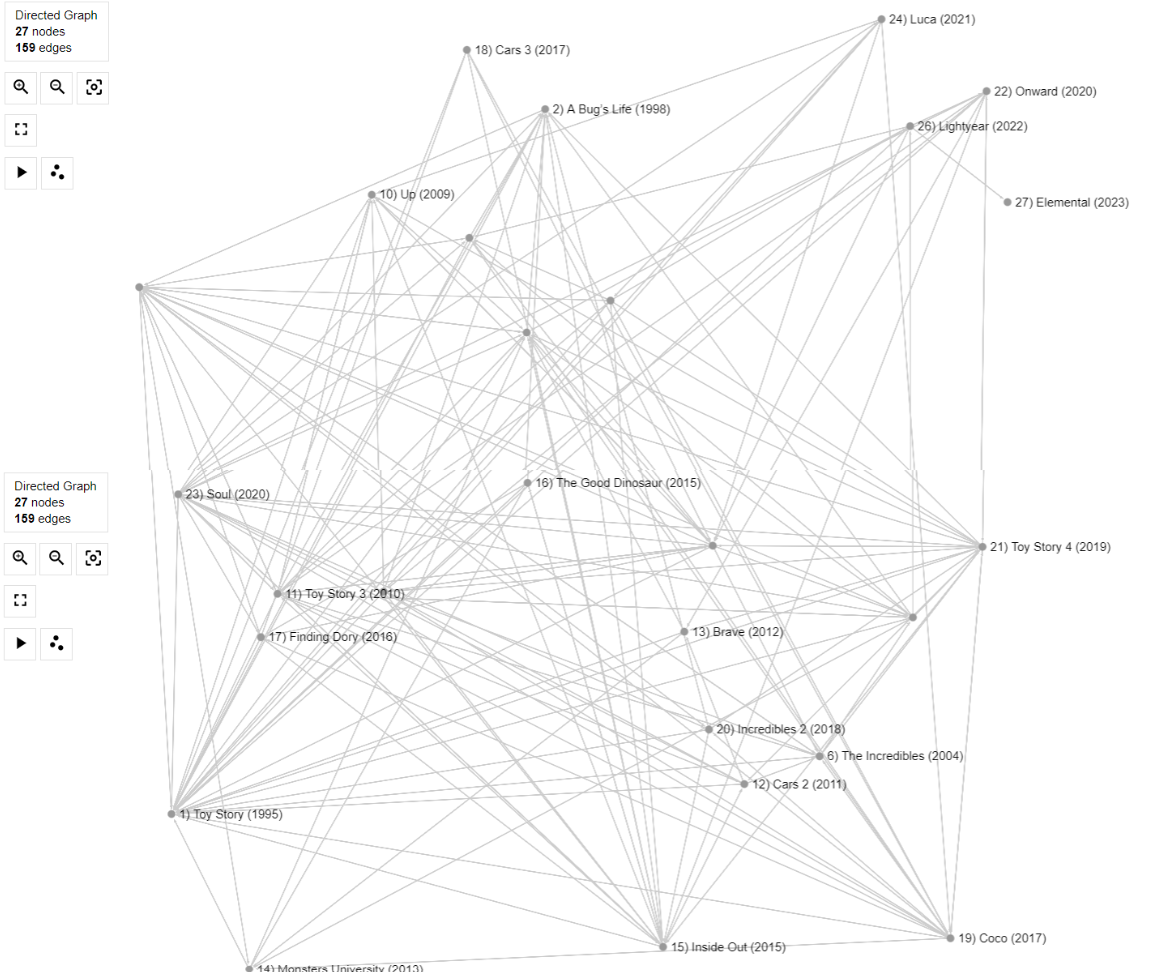 Directed Graph
27 nodes
159 edges
24) Luca (2021)
18) Cars 3 (2017)
22) Onward (2020)
2) A Bug's Life (1998)
26) Lightyear (2022)
10) Up (2009)
27) Elemental (2023)
Directed Graph
27 nodes
159 edges
16) The Good Dinosaur (2015)
23) Soul (2020)
21) Toy Story 4 (2019)
11) Toy Story 3 (2010)
13) Brave (2012)
17) Finding Dory (2016)
20) Incredibles 2 (2018)
6) The Incredibles (2004)
12) Cars 2 (2011)
1) Toy Story (1995)
19) Coco (2017)
15) Inside Out (2015)
14) Monsters University (2013)